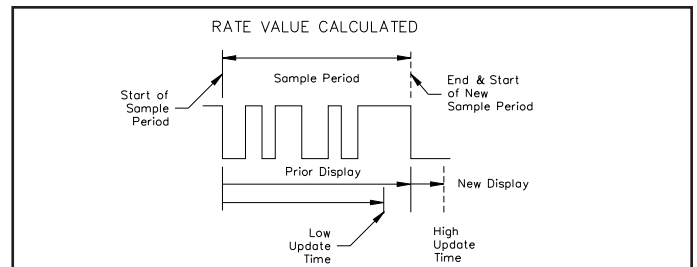 RATE VALUE CALCULATED
Sample Period
Start of
Sample
Period
End & Start
of New
Sample Period
Prior Display
New Display
Low
Update
Time
High
Update
Time